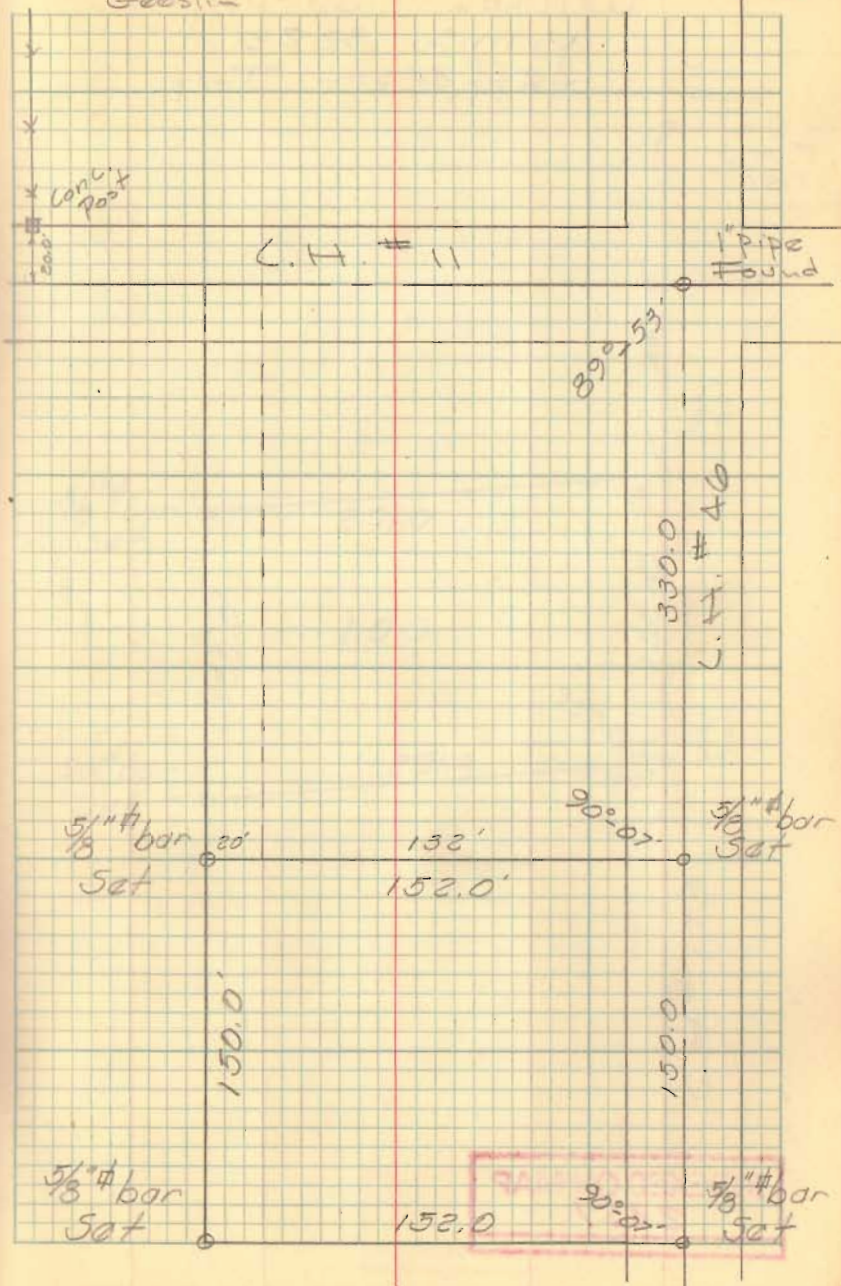 Conc.
Post
20.0'
C.H. # 11
1" pipe
found
89°-53'
330.0
C.H. # 46
5/8" ∅ bar
Set
20'
132'
152.0'
90°-07'
5/8" ∅ bar
Set
150.0'
150.0
5/8" ∅ bar
Set
152.0
90°-07'
5/8" ∅ bar
Set